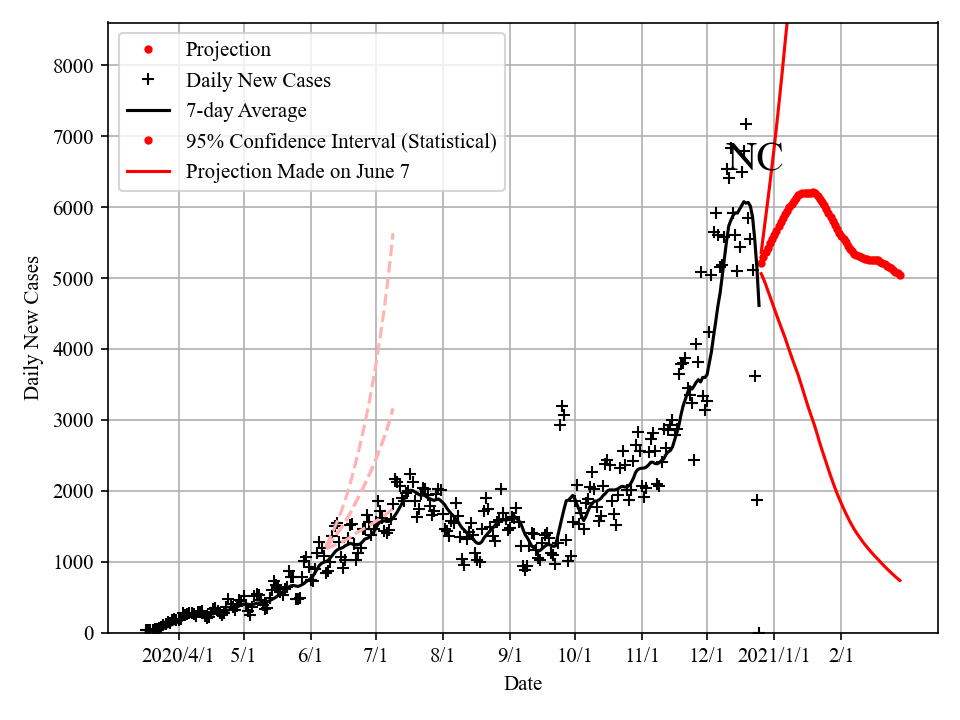 Projection
Daily New Cases
7-day Average
95% Confidence Interval (Statistical)
Projection Made on June 7
NC
Daily New Cases
8000
7000
6000
5000
4000
3000
2000
1000
0
2020/4/1 5/1 6/1 7/1 8/1 9/1 10/1 11/1 12/1 2021/1/1 2/1
Date